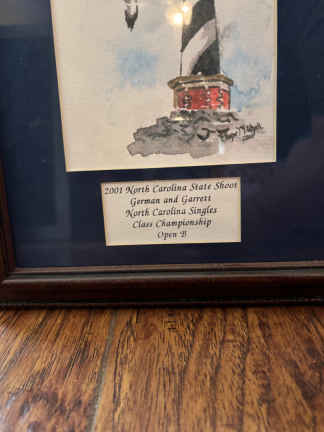 2001 North Carolina State Shoot
German and Garrett
North Carolina Singles
Class Championship
Open B